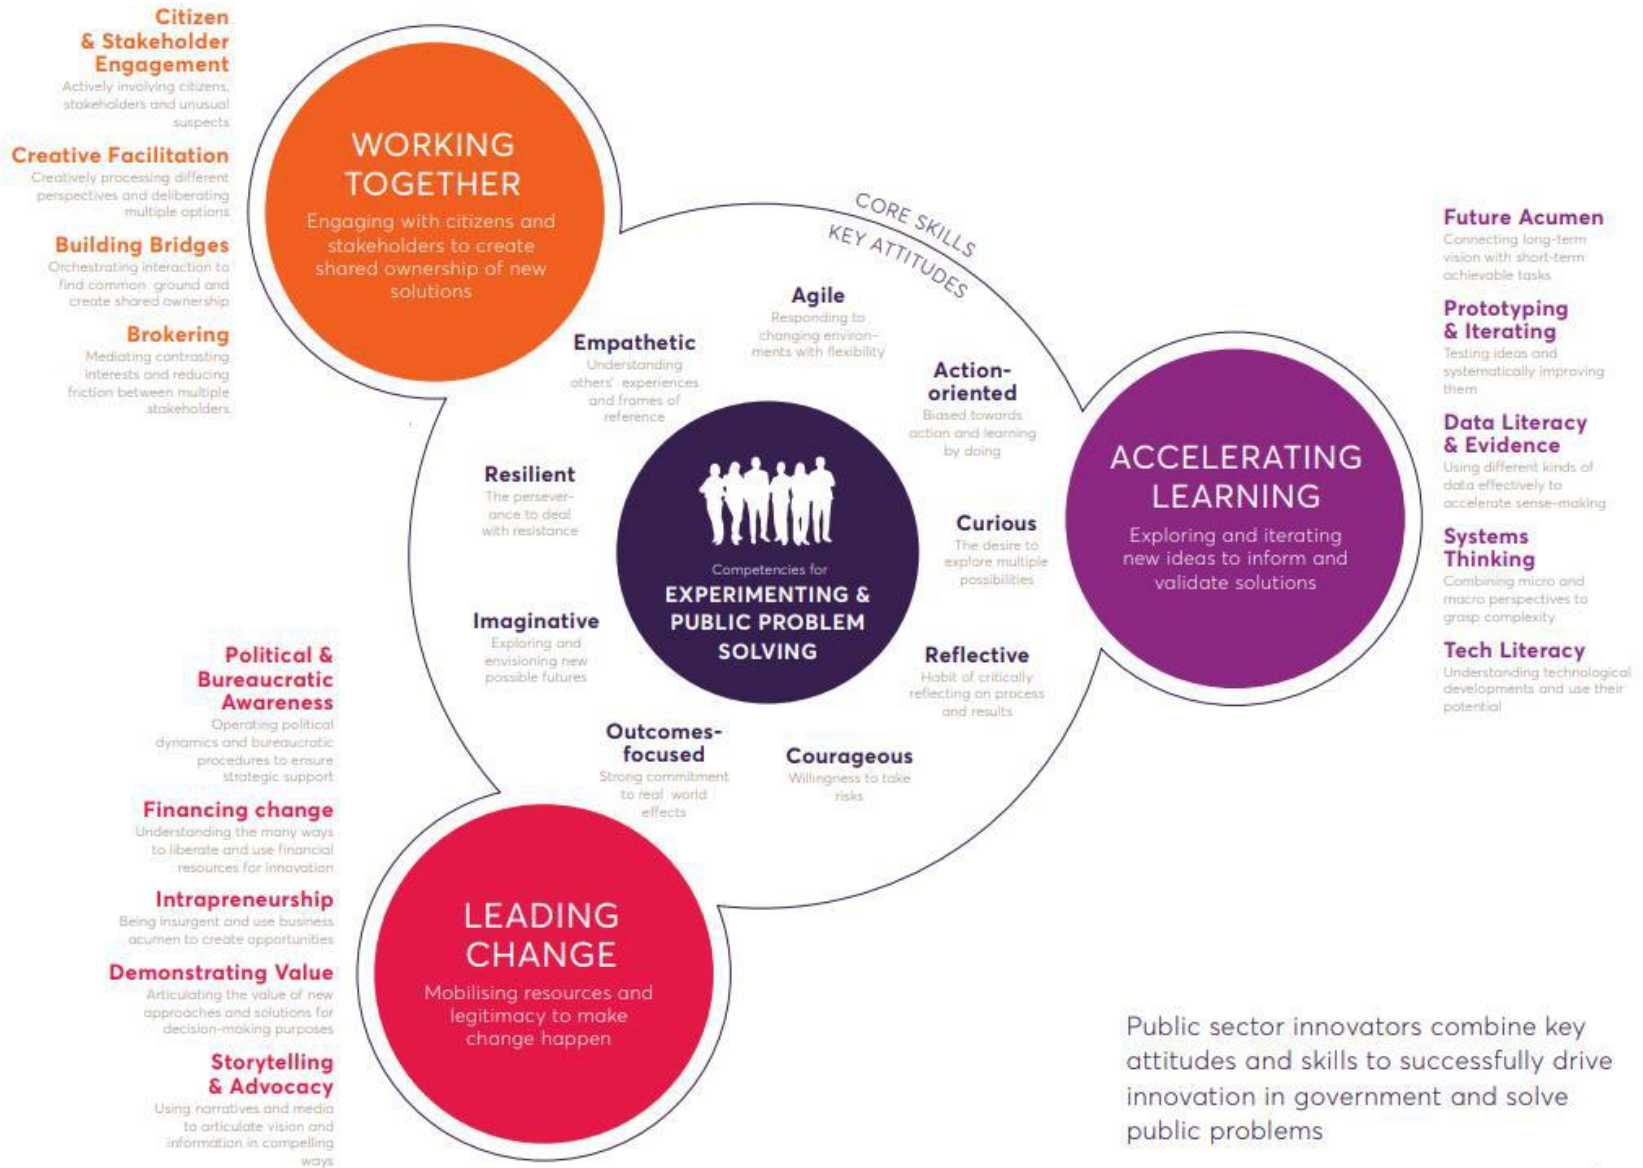 Citizen
& Stakeholder
Engagement
Actively involving citizens,
stakeholders and unusual
suspects
Creative Facilitation
Creatively processing different
perspectives and deliberating
multiple options
Building Bridges
Orchestrating interaction to
find common ground and
create shared ownership
Brokering
Mediating contrasting
interests and reducing
friction between multiple
stakeholders
WORKING
TOGETHER
Engaging with citizens and
stakeholders to create
shared ownership of new
solutions
CORE SKILLS
KEY ATTITUDES
Empathetic
Understanding
others' experiences
and frames of
reference
Agile
Responding to
changing environ-
ments with flexibility
Action-
oriented
Biased towards
action and learning
by doing
Resilient
The persever-
ance to deal
with resistance
Curious
The desire to
explore multiple
possibilities
Imaginative
Exploring and
envisioning new
possible futures
Reflective
Habit of critically
reflecting on process
and results
Outcomes-
focused
Strong commitment
to real world
effects
Courageous
Willingness to take
risks
Competencies for
EXPERIMENTING &
PUBLIC PROBLEM
SOLVING
ACCELERATING
LEARNING
Exploring and iterating
new ideas to inform and
validate solutions
Future Acumen
Connecting long-term
vision with short-term
achievable tasks
Prototyping
& Iterating
Testing ideas and
systematically improving
them
Data Literacy
& Evidence
Using different kinds of
data effectively to
accelerate sense-making
Systems
Thinking
Combining micro and
macro perspectives to
grasp complexity
Tech Literacy
Understanding technological
developments and use their
potential
Political &
Bureaucratic
Awareness
Operating political
dynamics and bureaucratic
procedures to ensure
strategic support
Financing change
Understanding the many ways
to liberate and use financial
resources for innovation
Intrapreneurship
Being insurgent and use business
acumen to create opportunities
Demonstrating Value
Articulating the value of new
approaches and solutions for
decision-making purposes
Storytelling
& Advocacy
Using narratives and media
to articulate vision and
information in compelling
ways
LEADING
CHANGE
Mobilising resources and
legitimacy to make
change happen
Public sector innovators combine key
attitudes and skills to successfully drive
innovation in government and solve
public problems